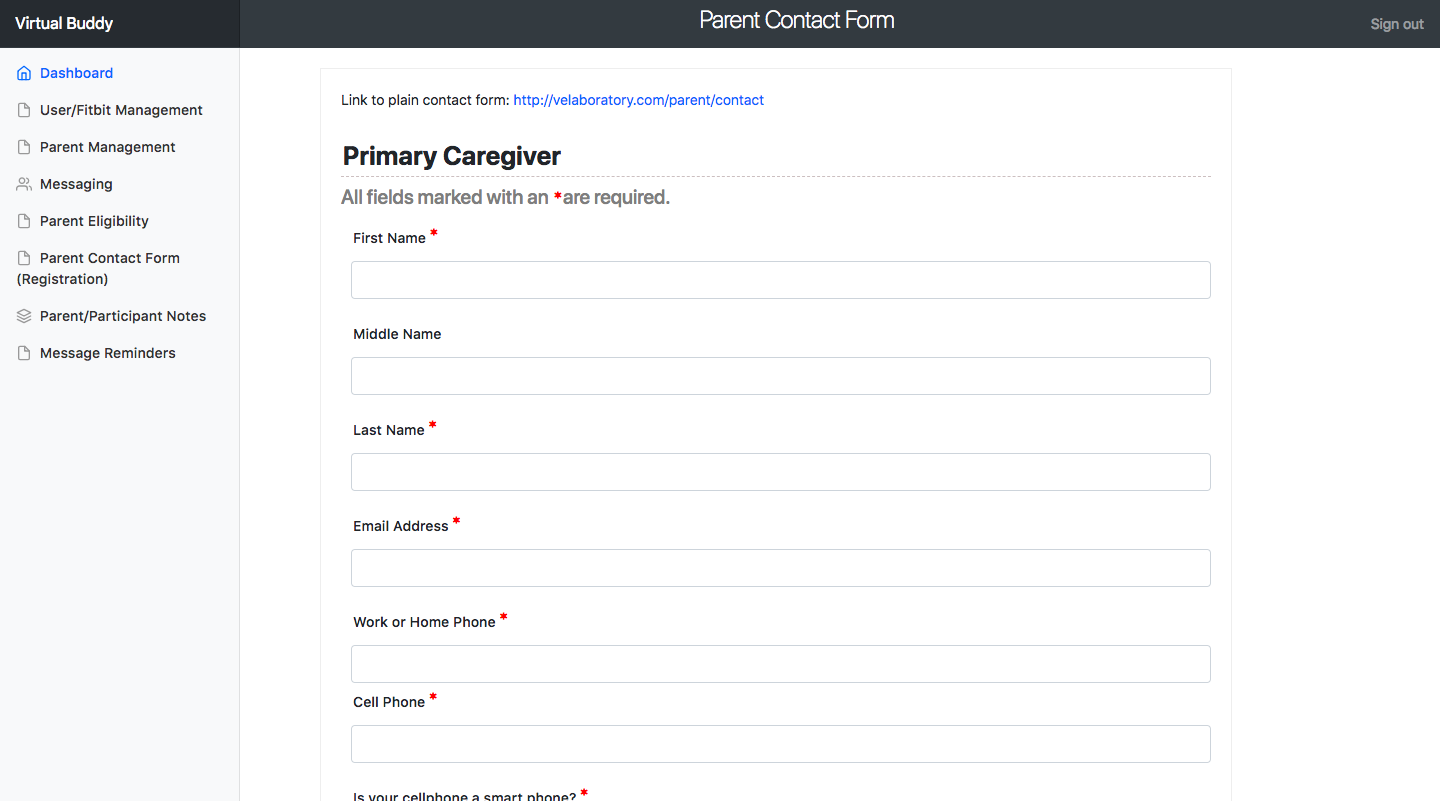 Virtual Buddy
Parent Contact Form
Sign out
Dashboard
User/Fitbit Management
Parent Management
Messaging
Parent Eligibility
Parent Contact Form
(Registration)
Parent/Participant Notes
Message Reminders
Link to plain contact form: http://velaboratory.com/parent/contact
Primary Caregiver
All fields marked with an *are required.
First Name *
Middle Name
Last Name *
Email Address *
Work or Home Phone *
Cell Phone *
Is your cellphone a smart phone? *